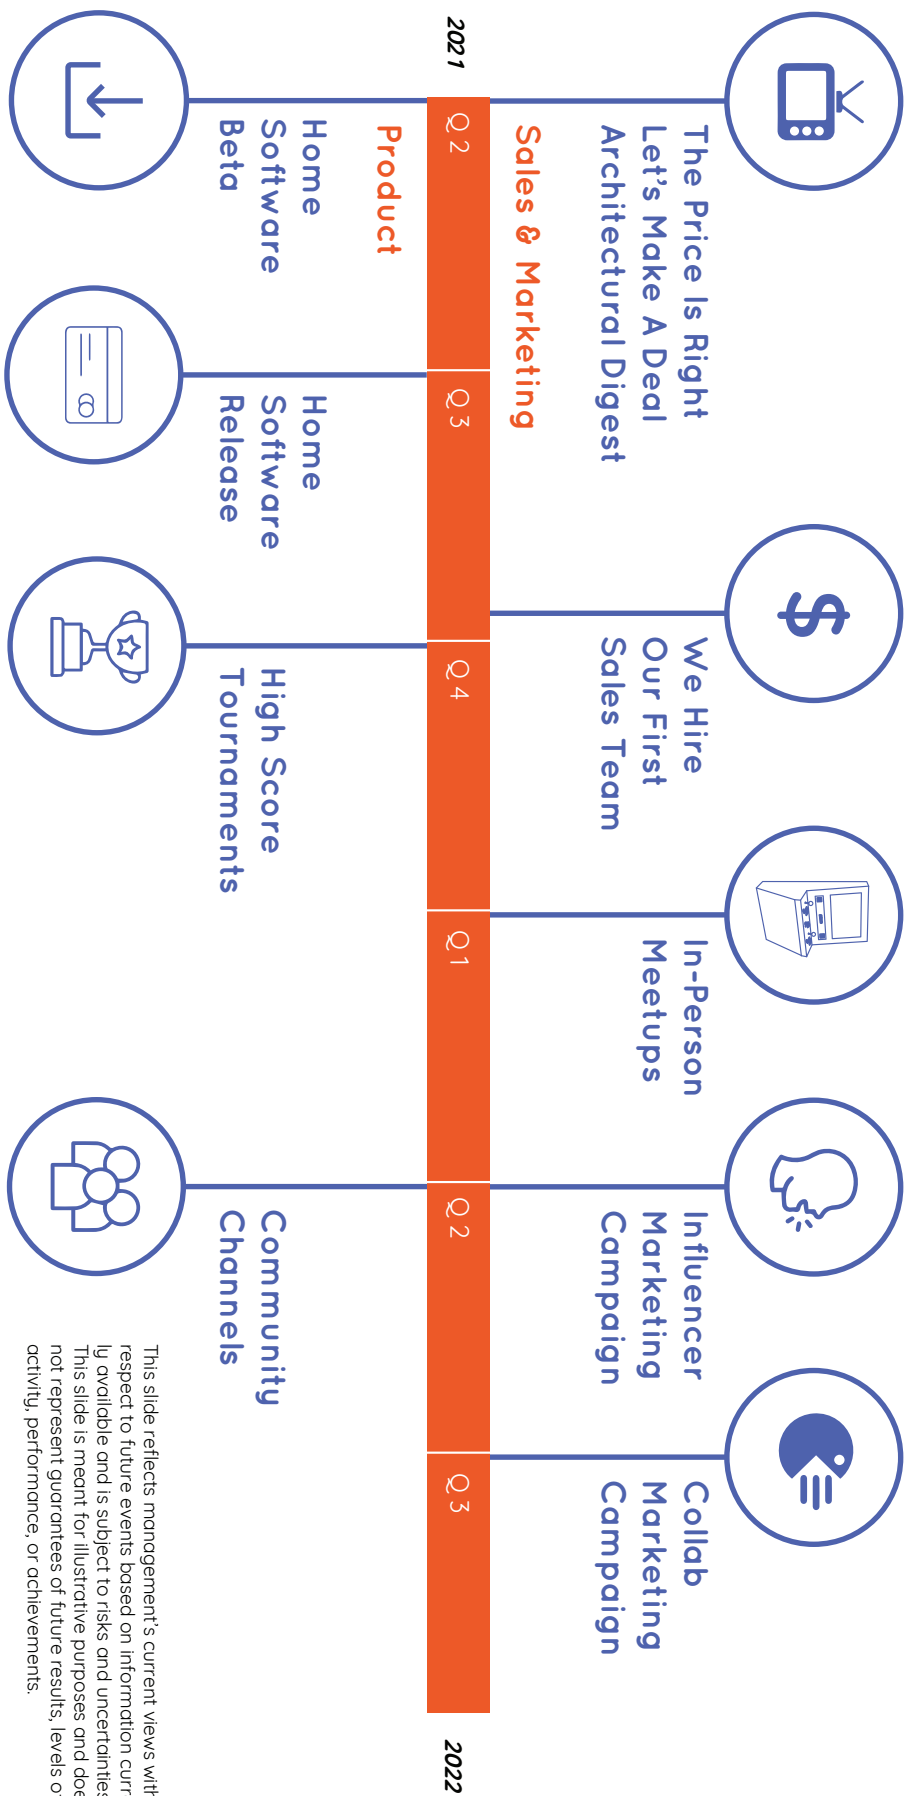 The Price Is Right
Let's Make A Deal
Architectural Digest
We Hire
Our First
Sales Team
In-Person
Meetups
Influencer
Marketing
Campaign
Collab
Marketing
Campaign
Sales & Marketing
2021
Q2
Q3
Q4
Q1
Q2
Q3
2022
Product
Home
Software
Beta
Home
Software
Release
High Score
Tournaments
Community
Channels
This slide reflects management's current views
respect to future events based on information
ly available and is subject to risks and
This slide is meant for illustrative purposes and
not represent guarantees of future results, levels
activity, performance, or achievements.